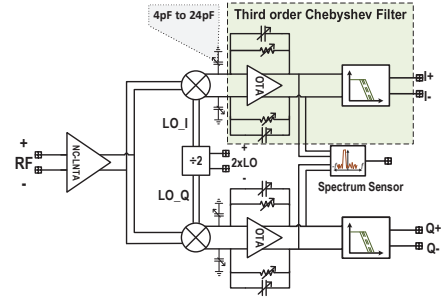 4pF to 24pF
Third order Chebyshev Filter
OTA
I+
I-
LO_I
+
RF
-
NC-LNTA
÷2
+
2xLO
-
Spectrum Sensor
LO_Q
OTA
Q+
Q-